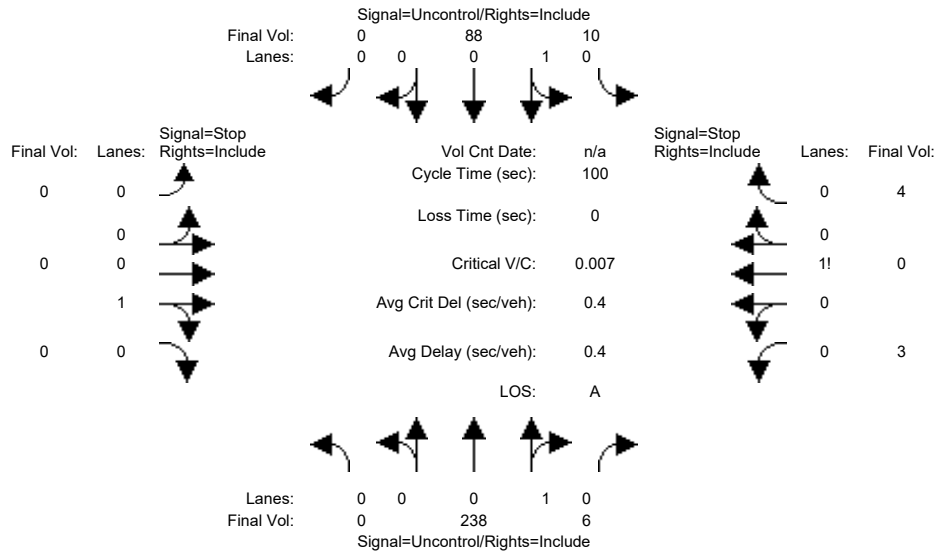 Signal=Uncontrol/Rights=Include
Final Vol: 0 88 10
Lanes: 0 0 0 1 0
Signal=Stop
Final Vol: Lanes: Rights=Include
Vol Cnt Date: n/a
Signal=Stop
Rights=Include Lanes: Final Vol:
Cycle Time (sec): 100
0 0
0 4
Loss Time (sec): 0
0
0
0 0
Critical V/C: 0.007
1! 0
1
Avg Crit Del (sec/veh): 0.4
0
0 0
Avg Delay (sec/veh): 0.4
0 3
LOS: A
Lanes: 0 0 0 1 0
Final Vol: 0 238 6
Signal=Uncontrol/Rights=Include